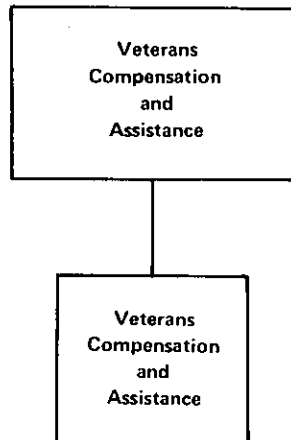 Veterans
Compensation
and
Assistance
Veterans
Compensation
and
Assistance